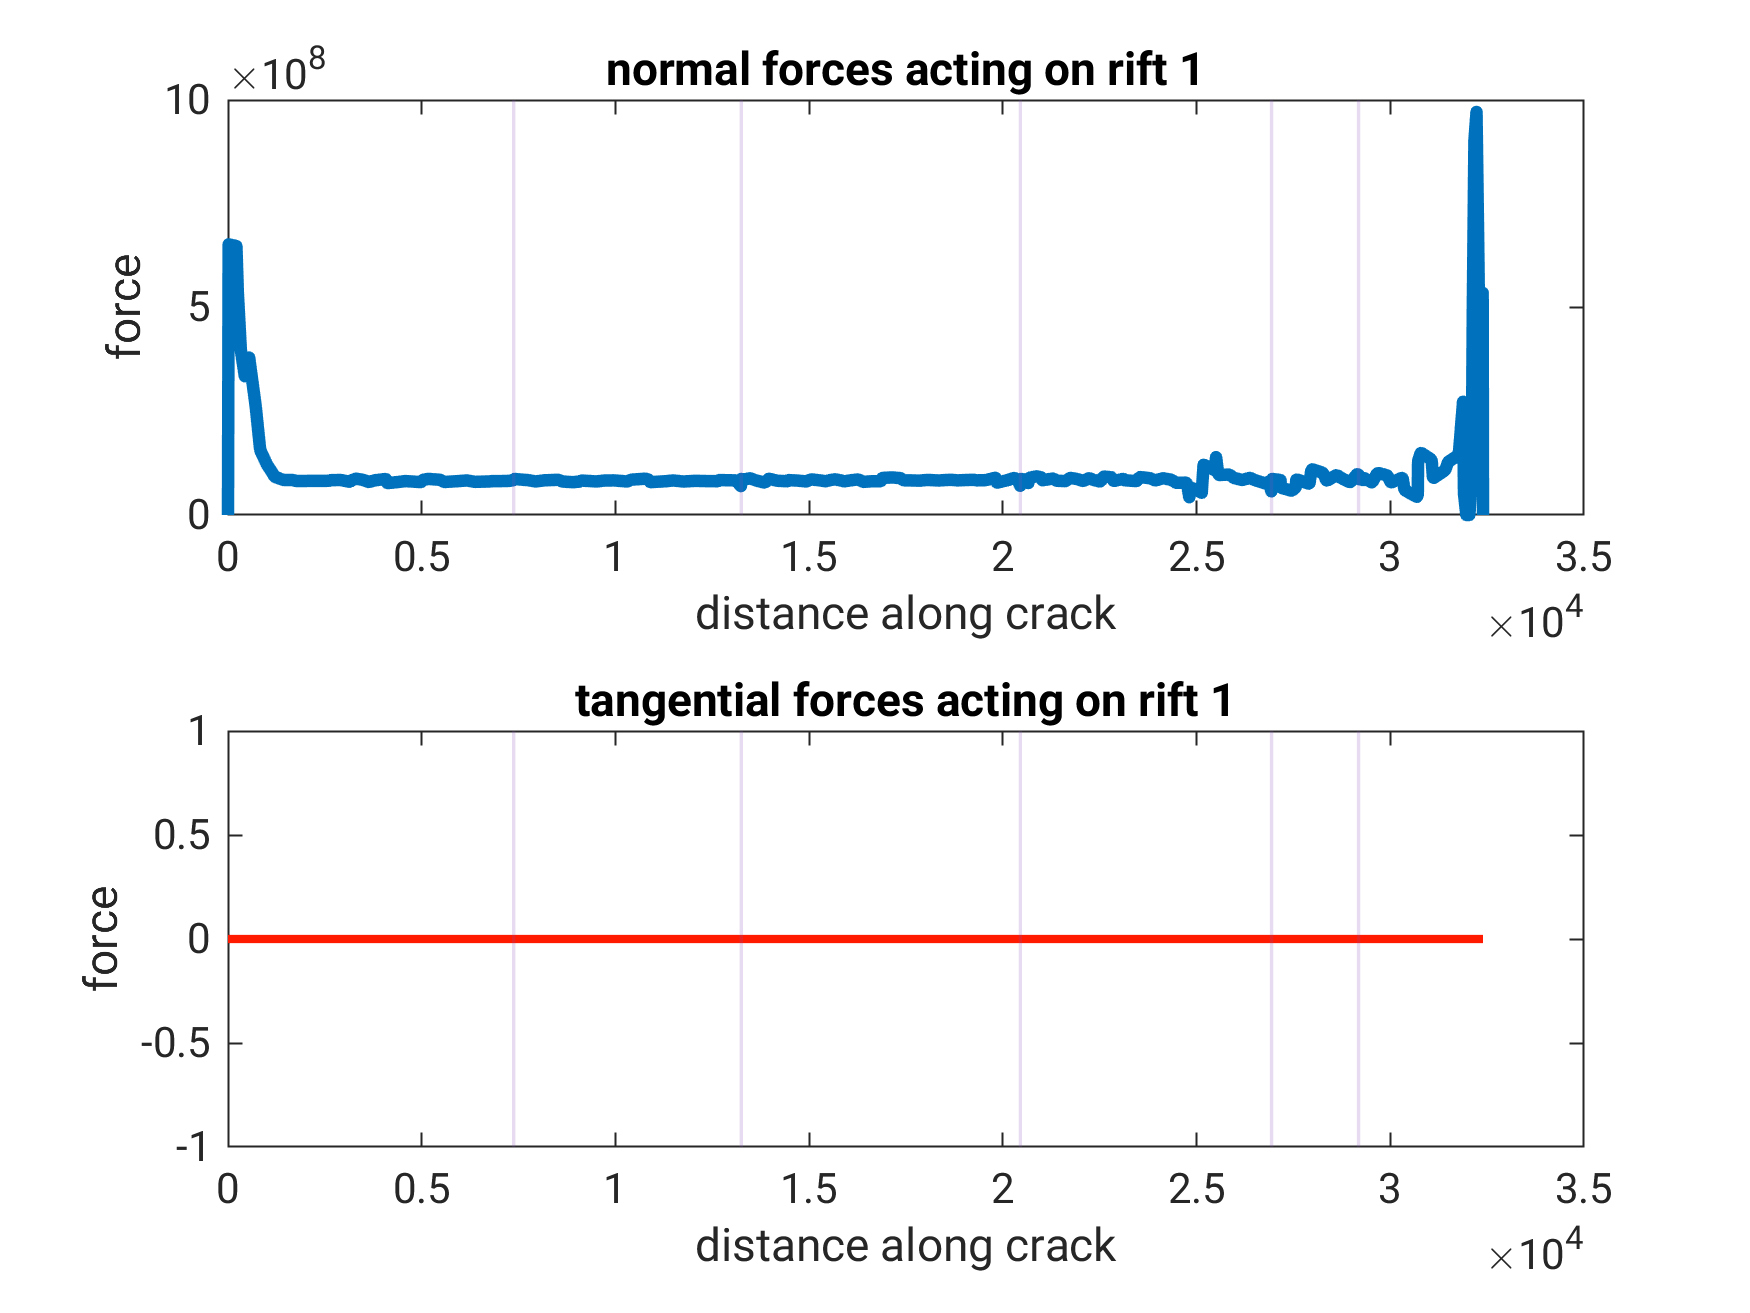 ×10^8
normal forces acting on rift 1
10
5
0
force
0 0.5 1 1.5 2 2.5 3 3.5
distance along crack
×10^4
tangential forces acting on rift 1
1
0.5
0
-0.5
-1
force
0 0.5 1 1.5 2 2.5 3 3.5
distance along crack
×10^4